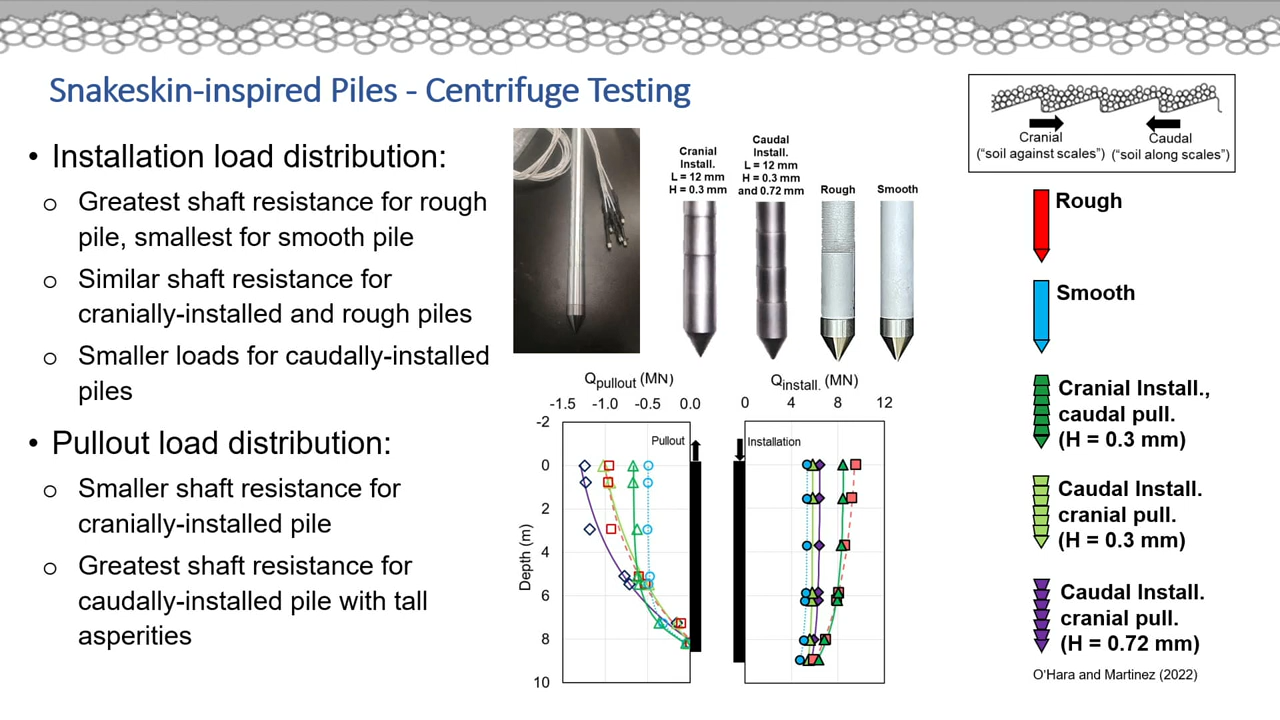 Snakeskin-inspired Piles - Centrifuge Testing
• Installation load distribution:
o Greatest shaft resistance for rough
pile, smallest for smooth pile
o Similar shaft resistance for
cranially-installed and rough piles
o Smaller loads for caudally-installed
piles
• Pullout load distribution:
o Smaller shaft resistance for
cranially-installed pile
o Greatest shaft resistance for
caudally-installed pile with tall
asperities
Cranial
Install.
L = 12 mm
H = 0.3 mm
Caudal
Install.
L = 12 mm
H = 0.3 mm
and 0.72 mm
Rough
Smooth
Qpullout (MN)
-1.5 -1.0 -0.5 0.0
Pullout
Depth (m)
-2
0
2
4
6
8
10
Qinstall. (MN)
0 4 8 12
Installation
Cranial
("soil against scales")
Caudal
("soil along scales")
Rough
Smooth
Cranial Install.,
caudal pull.
(H = 0.3 mm)
Caudal Install.
cranial pull.
(H = 0.3 mm)
Caudal Install.
cranial pull.
(H = 0.72 mm)
O'Hara and Martinez (2022)